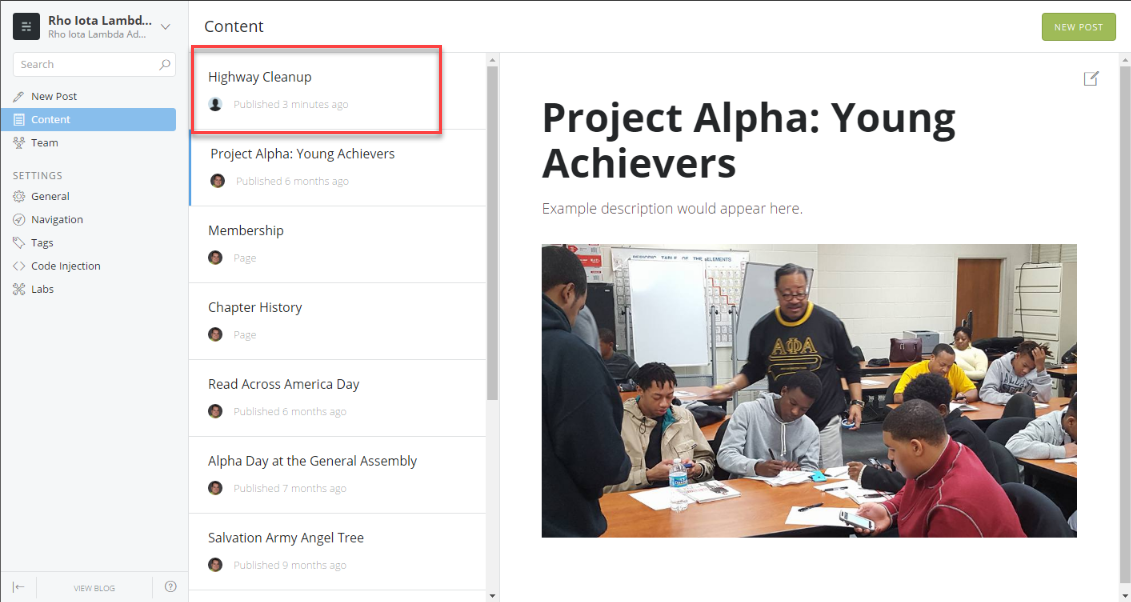 Rho Iota Lambd...
Rho Iota Lambda Ad...
Search
New Post
Content
Team
SETTINGS
General
Navigation
Tags
Code Injection
Labs
VIEW BLOG
Content
NEW POST
Highway Cleanup
Published 3 minutes ago
Project Alpha: Young Achievers
Published 6 months ago
Membership
Page
Chapter History
Page
Read Across America Day
Published 6 months ago
Alpha Day at the General Assembly
Published 7 months ago
Salvation Army Angel Tree
Published 9 months ago
Project Alpha: Young
Achievers
Example description would appear here.
OF THE ELEMENTS
ΑΦΑ